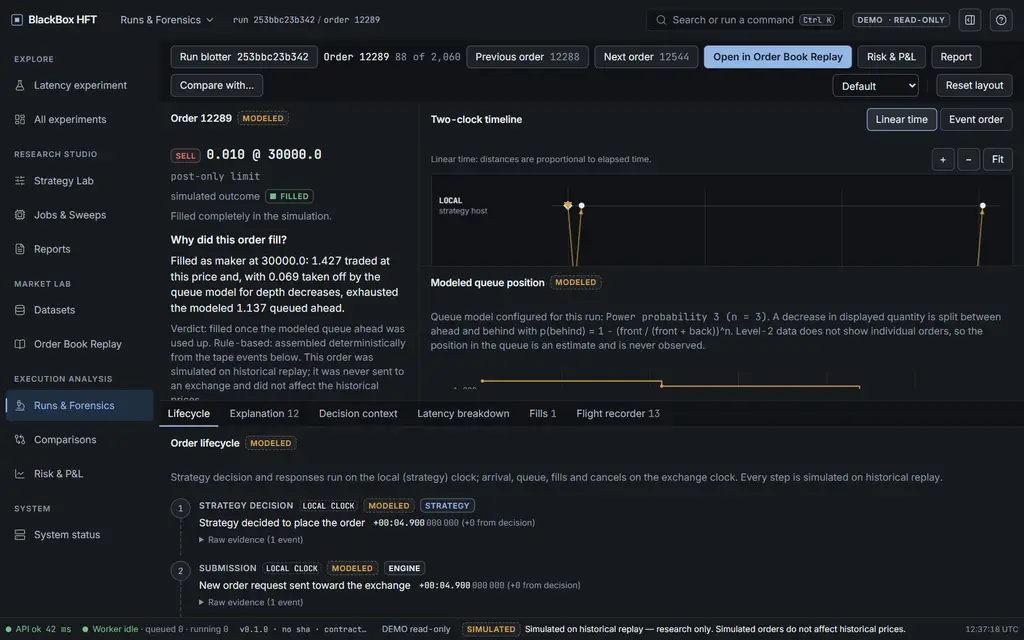 BlackBox HFT
Runs & Forensics
run 253bbc23b342 / order 12289
Search or run a command Ctrl K
DEMO · READ-ONLY
EXPLORE
Latency experiment
All experiments
RESEARCH STUDIO
Strategy Lab
Jobs & Sweeps
Reports
MARKET LAB
Datasets
Order Book Replay
EXECUTION ANALYSIS
Runs & Forensics
Comparisons
Risk & P&L
SYSTEM
System status
Run blotter 253bbc23b342
Order 12289 88 of 2,060
Previous order 12288
Next order 12544
Open in Order Book Replay
Risk & P&L
Report
Compare with...
Default
Reset layout
Order 12289 MODELED
SELL 0.010 @ 30000.0
post-only limit
simulated outcome FILLED
Filled completely in the simulation.
Why did this order fill?
Filled as maker at 30000.0: 1.427 traded at
this price and, with 0.069 taken off by the
queue model for depth decreases, exhausted
the modeled 1.137 queued ahead.
Verdict: filled once the modeled queue ahead was
used up. Rule-based: assembled deterministically
from the tape events below. This order was
simulated on historical replay; it was never sent to
an exchange and did not affect the historical
prices.
Two-clock timeline
Linear time
Event order
Linear time: distances are proportional to elapsed time.
+
−
Fit
LOCAL
strategy host
Modeled queue position MODELED
Queue model configured for this run: Power probability 3 (n = 3). A decrease in displayed quantity is split between
ahead and behind with p(behind) = 1 - (front / (front + back))^n. Level-2 data does not show individual orders, so the
position in the queue is an estimate and is never observed.
Lifecycle
Explanation 12
Decision context
Latency breakdown
Fills 1
Flight recorder 13
Order lifecycle MODELED
Strategy decision and responses run on the local (strategy) clock; arrival, queue, fills and cancels on the exchange clock. Every step is simulated on historical replay.
1 STRATEGY DECISION LOCAL CLOCK MODELED STRATEGY
Strategy decided to place the order +00:04.900 000 000 (+0 from decision)
Raw evidence (1 event)
2 SUBMISSION LOCAL CLOCK MODELED ENGINE
New order request sent toward the exchange +00:04.900 000 000 (+0 from decision)
Raw evidence (1 event)
API ok 42 ms
Worker idle · queued 0 · running 0
v0.1.0 · no sha · contract…
DEMO read-only
SIMULATED
Simulated on historical replay — research only. Simulated orders do not affect historical prices.
12:37:18 UTC